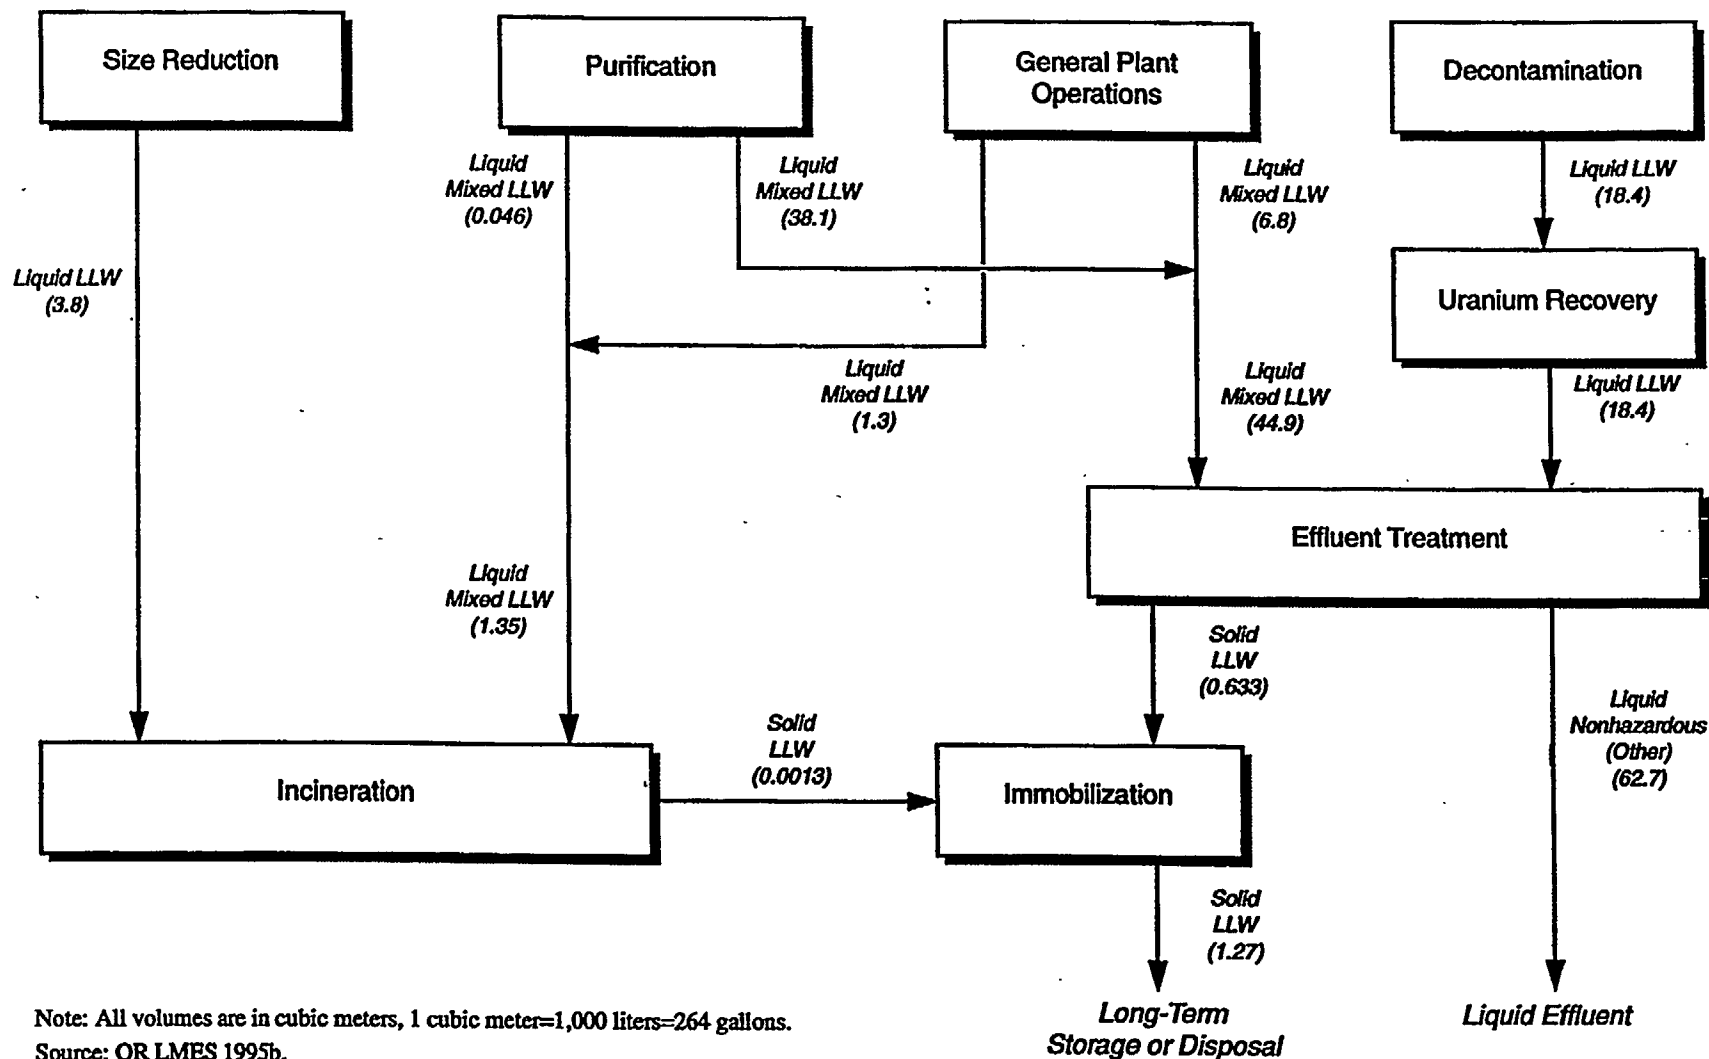 Size Reduction
Purification
General Plant
Operations
Decontamination
Liquid
Mixed LLW
(0.046)
Liquid
Mixed LLW
(38.1)
Liquid
Mixed LLW
(6.8)
Liquid LLW
(18.4)
Liquid LLW
(3.8)
Uranium Recovery
Liquid
Mixed LLW
(1.3)
Liquid
Mixed LLW
(44.9)
Liquid LLW
(18.4)
Effluent Treatment
Liquid
Mixed LLW
(1.35)
Solid
LLW
(0.633)
Liquid
Nonhazardous
(Other)
(62.7)
Incineration
Solid
LLW
(0.0013)
Immobilization
Solid
LLW
(1.27)
Long-Term
Storage or Disposal
Liquid Effluent
Note: All volumes are in cubic meters, 1 cubic meter=1,000 liters=264 gallons.
Source: OR LMES 1995b.